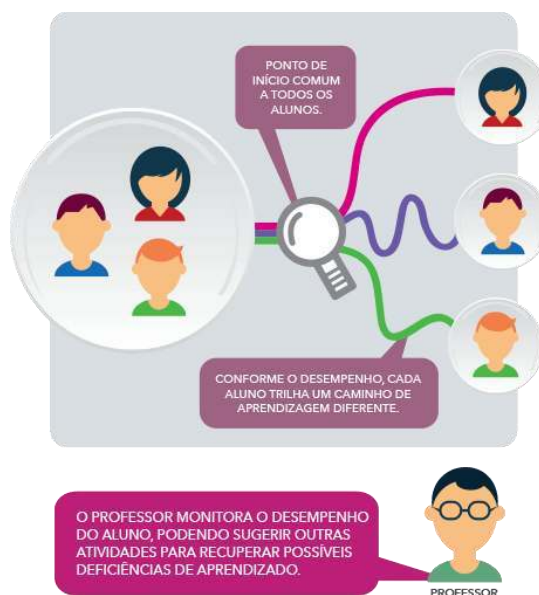 PONTO DE
INÍCIO COMUM
A TODOS OS
ALUNOS.
CONFORME O DESEMPENHO, CADA
ALUNO TRILHA UM CAMINHO DE
APRENDIZAGEM DIFERENTE.
O PROFESSOR MONITORA O DESEMPENHO
DO ALUNO, PODENDO SUGERIR OUTRAS
ATIVIDADES PARA RECUPERAR POSSÍVEIS
DEFICIÊNCIAS DE APRENDIZADO.
PROFESSOR